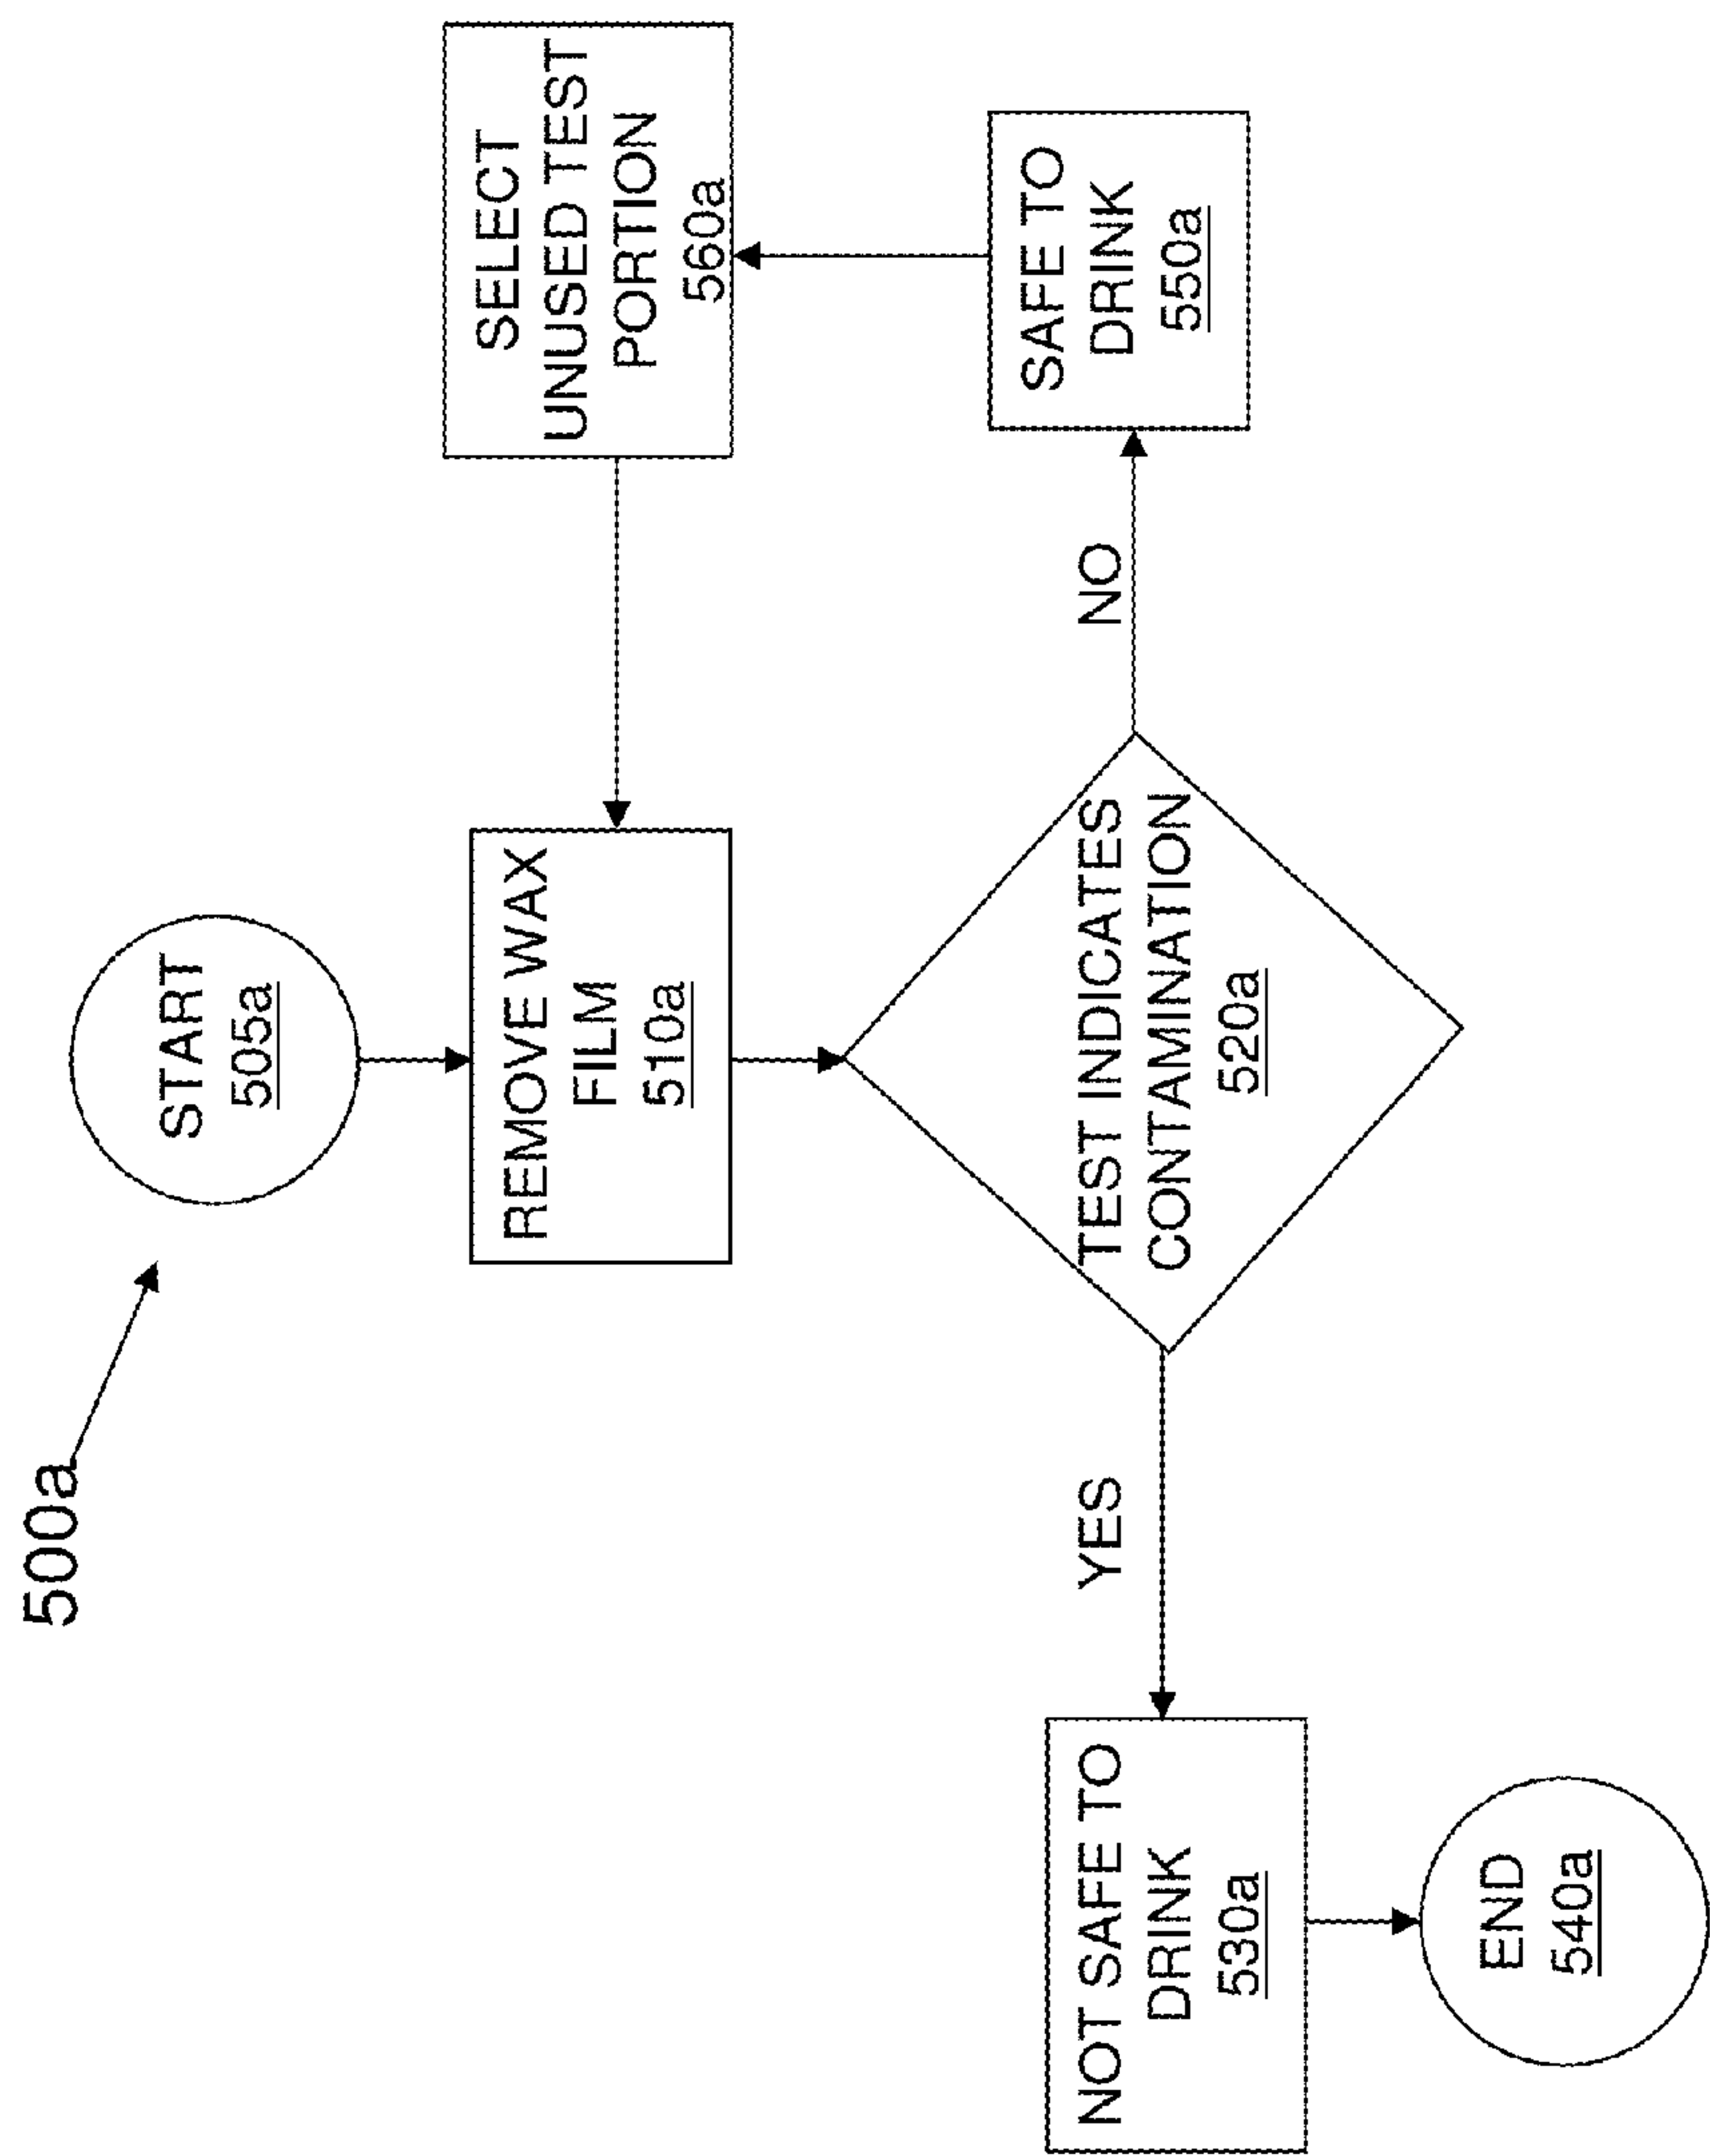 500a
START
505a
REMOVE WAX
FILM
510a
SELECT
UNUSED TEST
PORTION
560a
TEST INDICATES
CONTAMINATION
520a
YES
NO
NOT SAFE TO
DRINK
530a
SAFE TO
DRINK
550a
END
540a